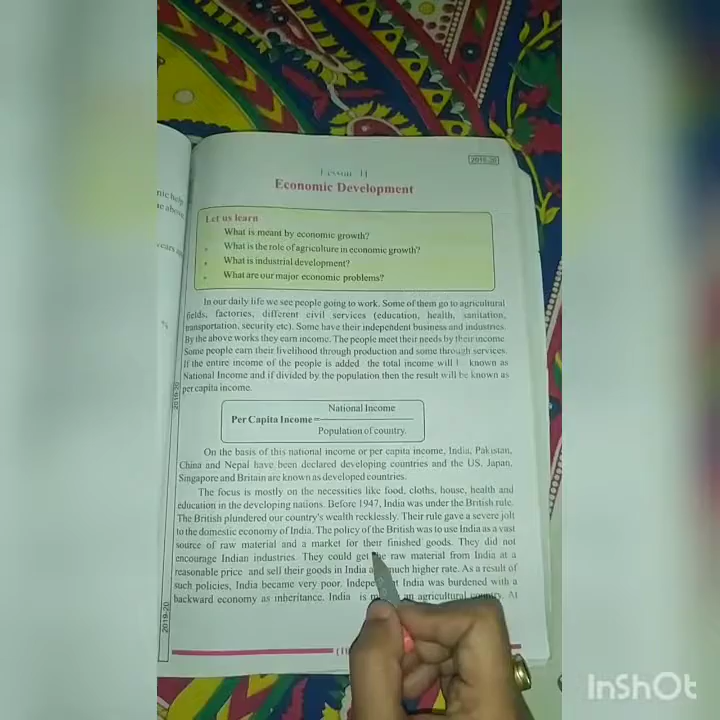 2019-20
Lesson 11
Economic Development
Let us learn
What is meant by economic growth?
What is the role of agriculture in economic growth?
What is industrial development?
What are our major economic problems?
In our daily life we see people going to work. Some of them go to agricultural
fields, factories, different civil services (education, health, sanitation,
transportation, security etc). Some have their independent business and industries.
By the above works they earn income. The people meet their needs by their income.
Some people earn their livelihood through production and some through services.
If the entire income of the people is added the total income will known as
National Income and if divided by the population then the result will be known as
per capita income.
National Income
Per Capita Income=
Population of country.
On the basis of this national income or per capita income, India, Pakistan,
China and Nepal have been declared developing countries and the US, Japan,
Singapore and Britain are known as developed countries.
The focus is mostly on the necessities like food, cloths, house, health and
education in the developing nations. Before 1947, India was under the British rule.
The British plundered our country's wealth recklessly. Their rule gave a severe jolt
to the domestic economy of India. The policy of the British was to use India as a vast
source of raw material and a market for their finished goods. They did not
encourage Indian industries. They could get the raw material from India at a
reasonable price and sell their goods in India much higher rate. As a result of
such policies, India became very poor. India was burdened with a
backward economy as inheritance. India is an agricultural country. At
2019-20
2019-20
nic help
ne above
years
InShOt